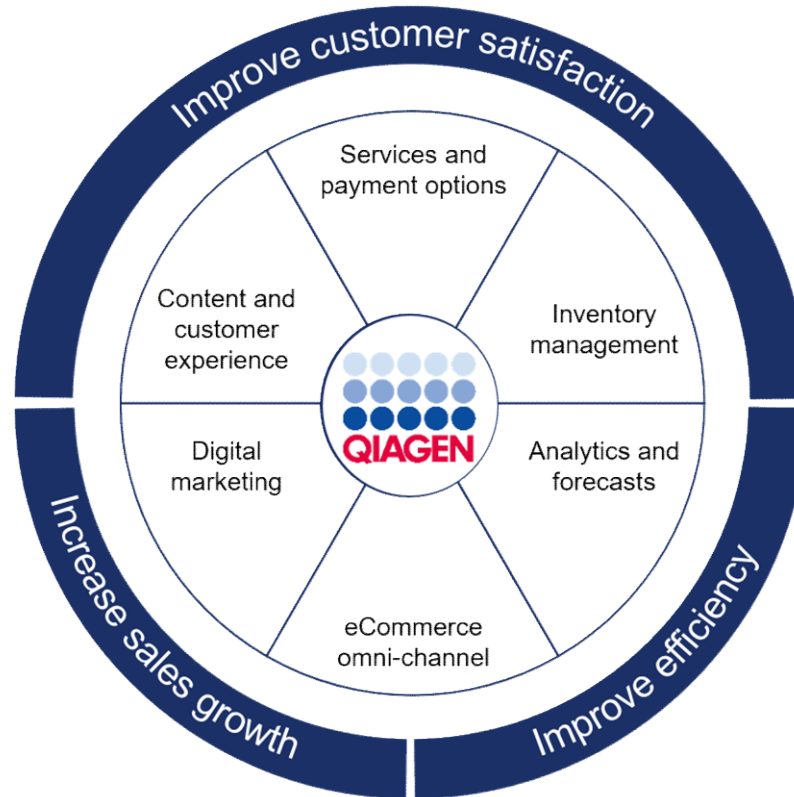 Improve customer satisfaction
Services and
payment options
Content and
customer
experience
Inventory
management
QIAGEN
Digital
marketing
Analytics and
forecasts
eCommerce
omni-channel
Increase sales growth
Improve efficiency